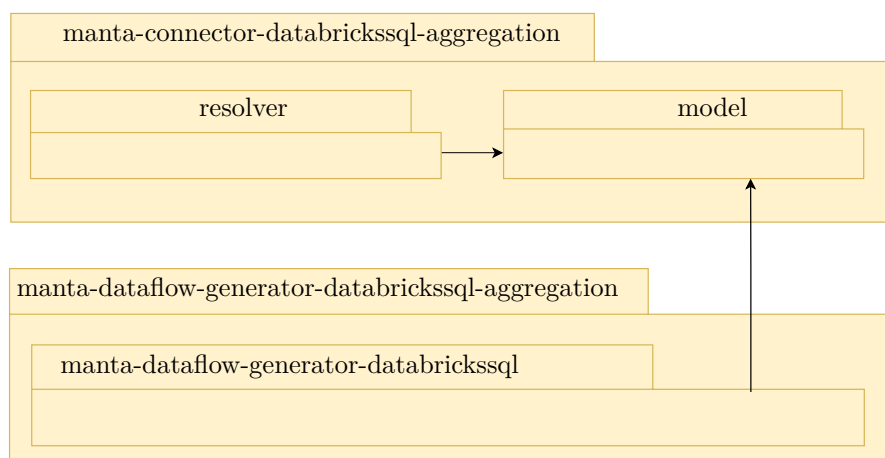 manta-connector-databrickssql-aggregation
resolver
model
manta-dataflow-generator-databrickssql-aggregation
manta-dataflow-generator-databrickssql